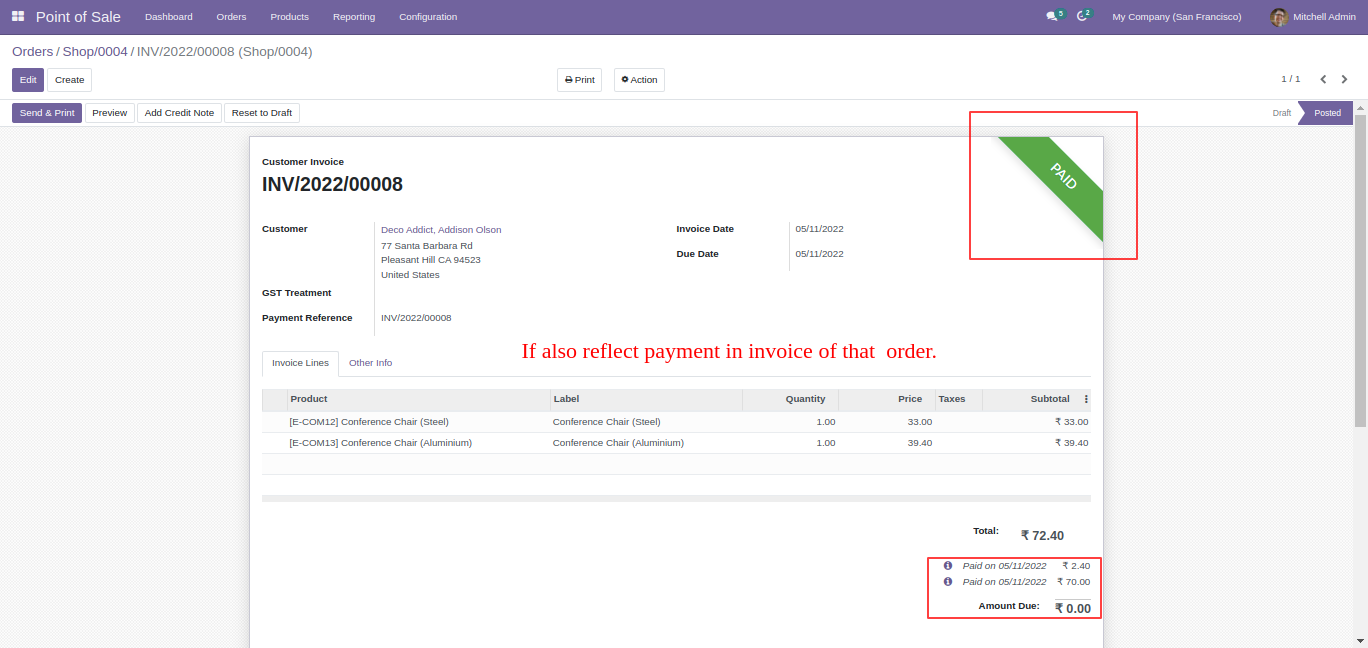 Point of Sale Dashboard Orders Products Reporting Configuration 5 2 My Company (San Francisco) Mitchell Admin
Orders / Shop/0004 / INV/2022/00008 (Shop/0004)
Edit Create Print Action 1 / 1
Send & Print Preview Add Credit Note Reset to Draft Draft Posted
PAID
Customer Invoice
INV/2022/00008
Customer Deco Addict, Addison Olson Invoice Date 05/11/2022
77 Santa Barbara Rd
Pleasant Hill CA 94523 Due Date 05/11/2022
United States
GST Treatment
Payment Reference INV/2022/00008
If also reflect payment in invoice of that order.
Invoice Lines Other Info
Product Label Quantity Price Taxes Subtotal
[E-COM12] Conference Chair (Steel) Conference Chair (Steel) 1.00 33.00 ₹ 33.00
[E-COM13] Conference Chair (Aluminium) Conference Chair (Aluminium) 1.00 39.40 ₹ 39.40
Total: ₹ 72.40
Paid on 05/11/2022 ₹ 2.40
Paid on 05/11/2022 ₹ 70.00
Amount Due: ₹ 0.00